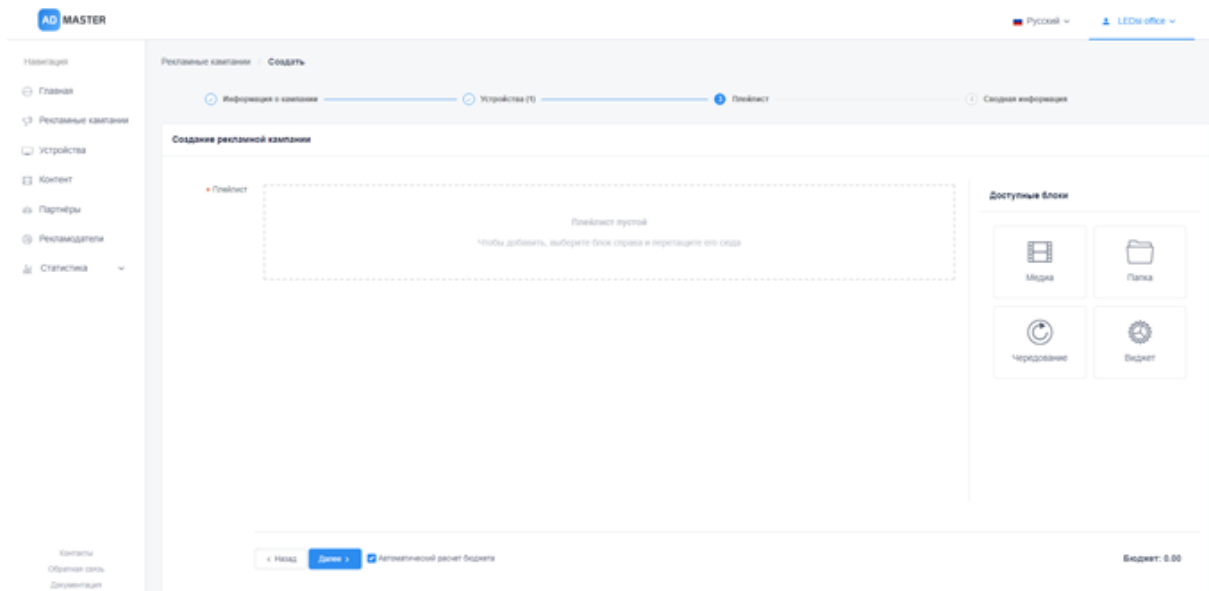 AD MASTER
Русский
LEDsi office
Навигация
Главная
Рекламные кампании
Устройства
Контент
Партнёры
Рекламодатели
Статистика
Контакты
Обратная связь
Документация
Рекламные кампании / Создать
Информация о кампании
Устройства (1)
3 Плейлист
4 Сводная информация
Создание рекламной кампании
* Плейлист
Плейлист пустой
Чтобы добавить, выберите блок справа и перетащите его сюда
Доступные блоки
Медиа
Папка
Чередование
Виджет
< Назад
Далее >
Автоматический расчет бюджета
Бюджет: 0.00